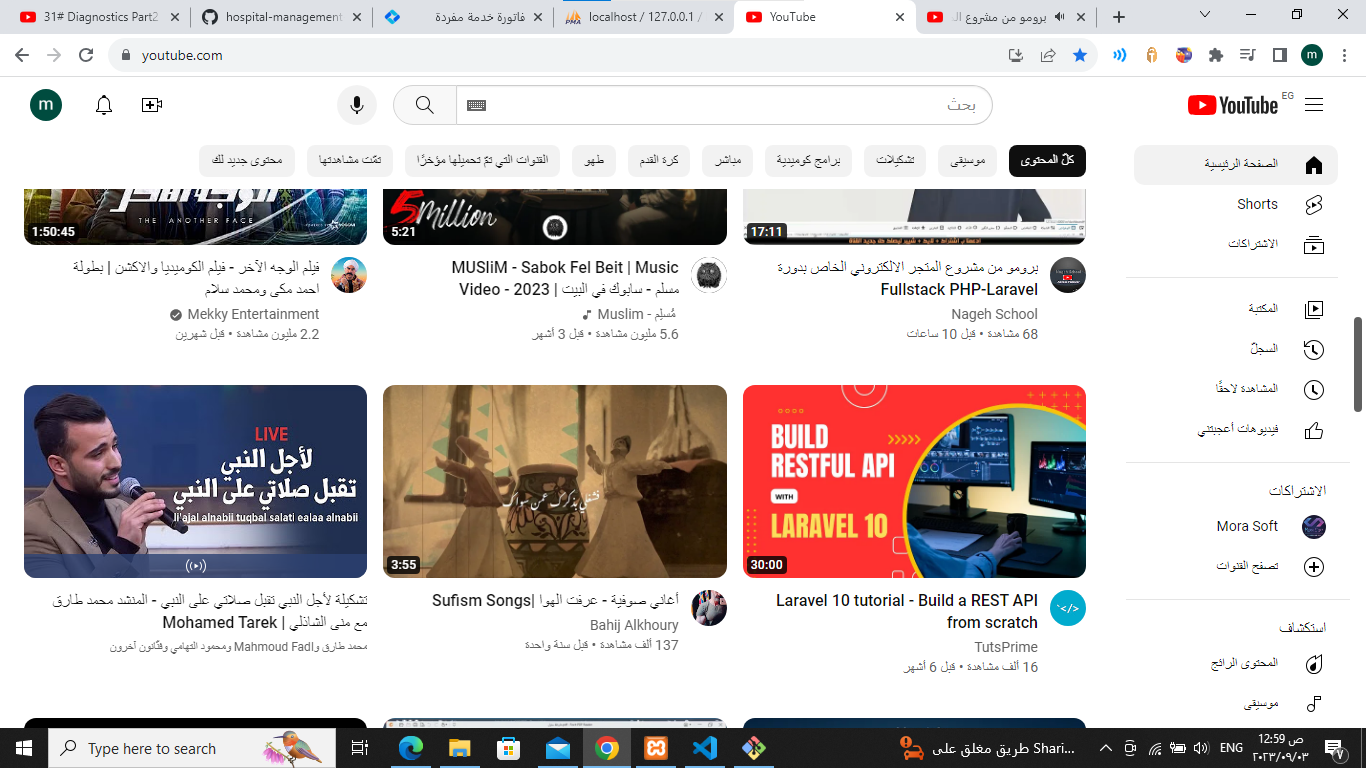 31# Diagnostics Part2
hospital-management
فاتورة خدمة مفردة
localhost / 127.0.0.1 /
YouTube
برومو من مشروع ال
youtube.com
m
m
بحث
YouTube
EG
كلّ المحتوى
موسيقى
تشكيلات
برامج كوميدية
مباشر
كرة القدم
طهو
القنوات التي تمّ تحميلها مؤخرًا
تمّت مشاهدتها
محتوى جديد لك
الصفحة الرئيسية
Shorts
الاشتراكات
المكتبة
السجلّ
المشاهدة لاحقًا
فيديوهات أعجبتني
الاشتراكات
Mora Soft
تصفح القنوات
استكشاف
المحتوى الرائج
موسيقى
17:11
برومو من مشروع المتجر الالكتروني الخاص بدورة
Fullstack PHP-Laravel
Nageh School
68 مشاهدة • قبل 10 ساعات
5 Million
5:21
MUSliM - Sabok Fel Beit | Music
Video - 2023 | مسلم - سابوك في البيت
مُسلِم - Muslim
5.6 مليون مشاهدة • قبل 3 أشهر
THE ANOTHER FACE
1:50:45
فيلم الوجه الآخر - فيلم الكوميديا والاكشن | بطولة
احمد مكى ومحمد سلام
Mekky Entertainment
2.2 مليون مشاهدة • قبل شهرين
BUILD
RESTFUL API
WITH
LARAVEL 10
30:00
Laravel 10 tutorial - Build a REST API
from scratch
TutsPrime
16 ألف مشاهدة • قبل 6 أشهر
فشغلي بذكرك عن سواك
3:55
أغاني صوفية - عرفت الهوا |Sufism Songs
Bahij Alkhoury
137 ألف مشاهدة • قبل سنة واحدة
LIVE
لأجل النبي
تقبل صلاتي على النبي
li'ajal alnabii tuqbal salati ealaa alnabii
تشكيلة لأجل النبي تقبل صلاتي على النبي - المنشد محمد طارق
مع منى الشاذلي | Mohamed Tarek
محمد طارق وMahmoud Fadl ومحمود التهامي وفنّانون آخرون
Type here to search
طريق مغلق على Shari...
ENG
12:59 ص
٢٠٢٣/٠٩/٠٣